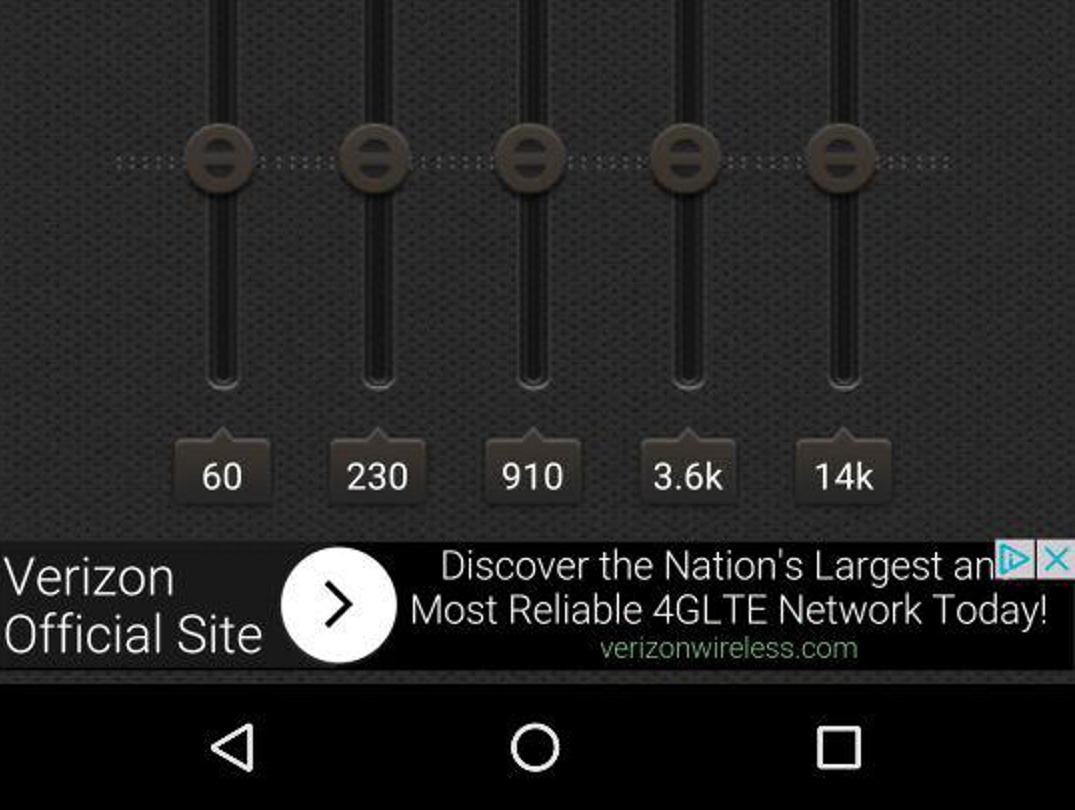 60 230 910 3.6k 14k
Verizon
Official Site
Discover the Nation's Largest an
Most Reliable 4GLTE Network Today!
verizonwireless.com